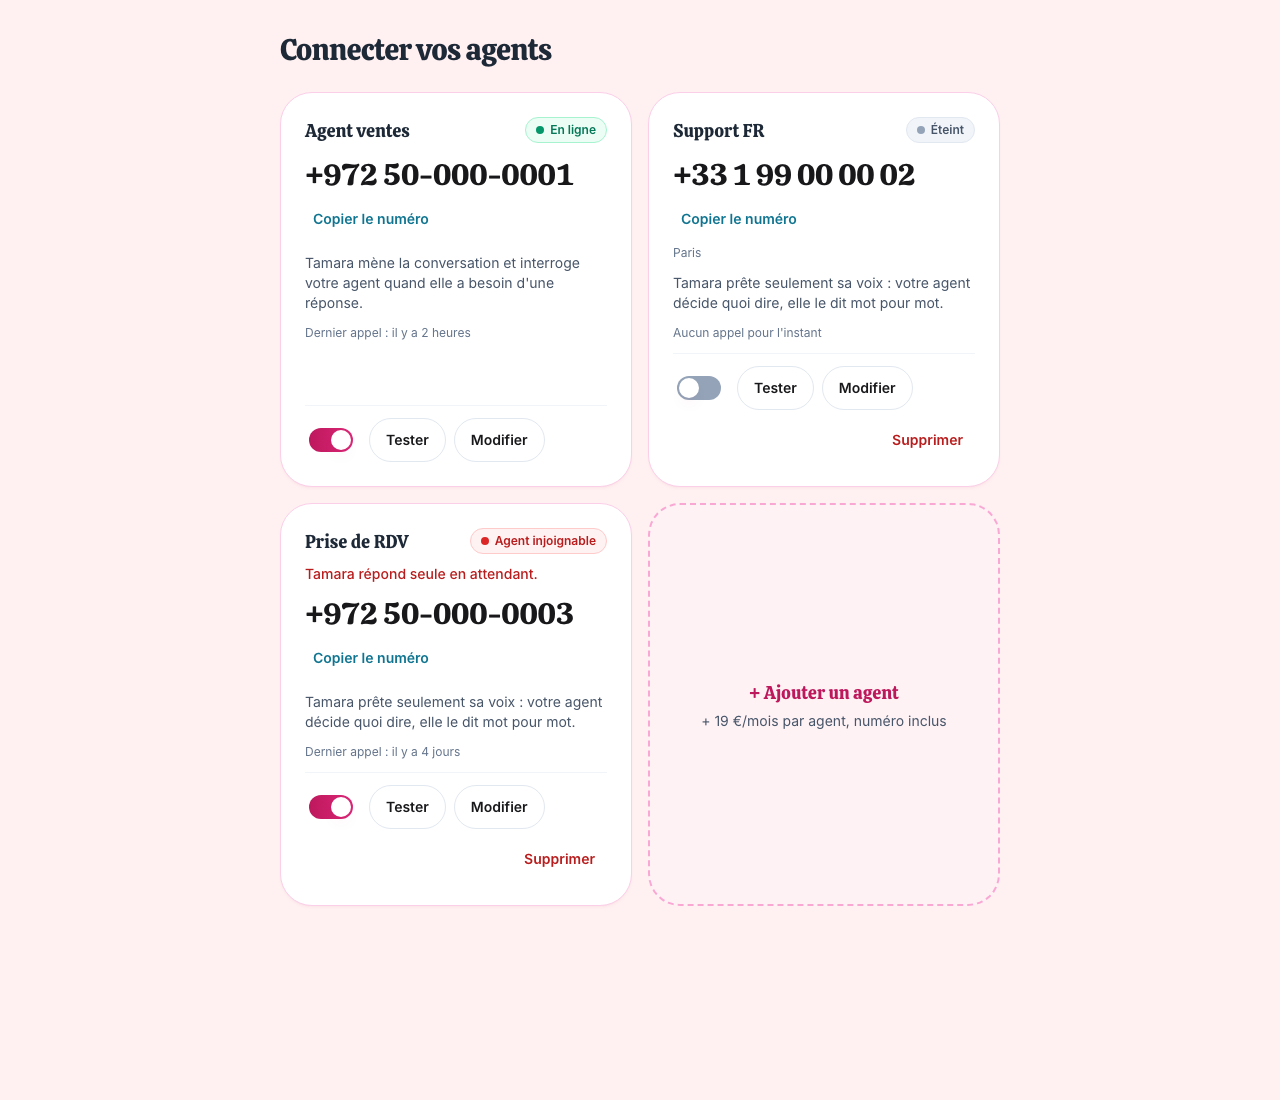 Connecter vos agents
Agent ventes
En ligne
+972 50-000-0001
Copier le numéro
Tamara mène la conversation et interroge
votre agent quand elle a besoin d'une
réponse.
Dernier appel : il y a 2 heures
Tester
Modifier
Support FR
Éteint
+33 1 99 00 00 02
Copier le numéro
Paris
Tamara prête seulement sa voix : votre agent
décide quoi dire, elle le dit mot pour mot.
Aucun appel pour l'instant
Tester
Modifier
Supprimer
Prise de RDV
Agent injoignable
Tamara répond seule en attendant.
+972 50-000-0003
Copier le numéro
Tamara prête seulement sa voix : votre agent
décide quoi dire, elle le dit mot pour mot.
Dernier appel : il y a 4 jours
Tester
Modifier
Supprimer
+ Ajouter un agent
+ 19 €/mois par agent, numéro inclus